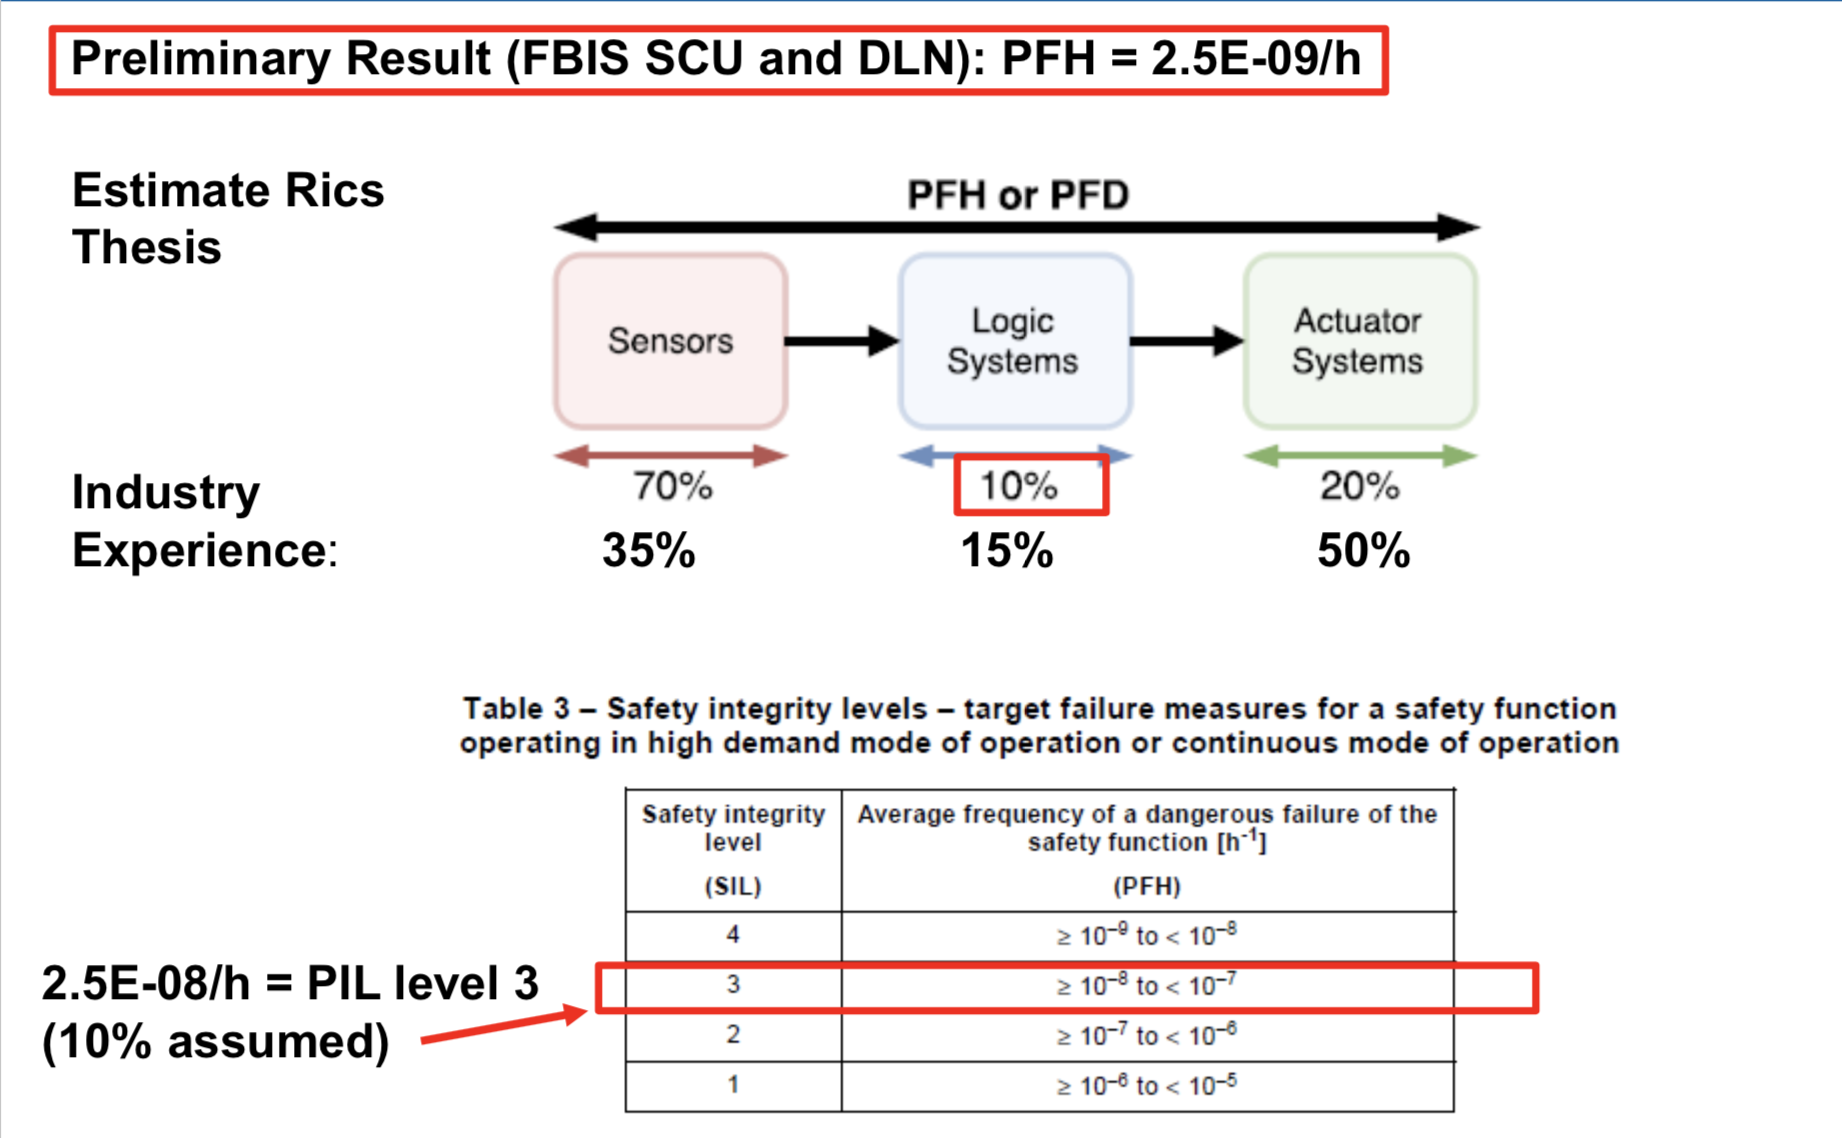 Preliminary Result (FBIS SCU and DLN): PFH = 2.5E-09/h
Estimate Rics
Thesis
PFH or PFD
Sensors
Logic
Systems
Actuator
Systems
70%
10%
20%
Industry
Experience:
35%
15%
50%
Table 3 – Safety integrity levels – target failure measures for a safety function
operating in high demand mode of operation or continuous mode of operation
Safety integrity
level
(SIL)
Average frequency of a dangerous failure of the
safety function [h⁻¹]
(PFH)
4
≥ 10⁻⁹ to < 10⁻⁸
3
≥ 10⁻⁸ to < 10⁻⁷
2
≥ 10⁻⁷ to < 10⁻⁶
1
≥ 10⁻⁶ to < 10⁻⁵
2.5E-08/h = PIL level 3
(10% assumed)